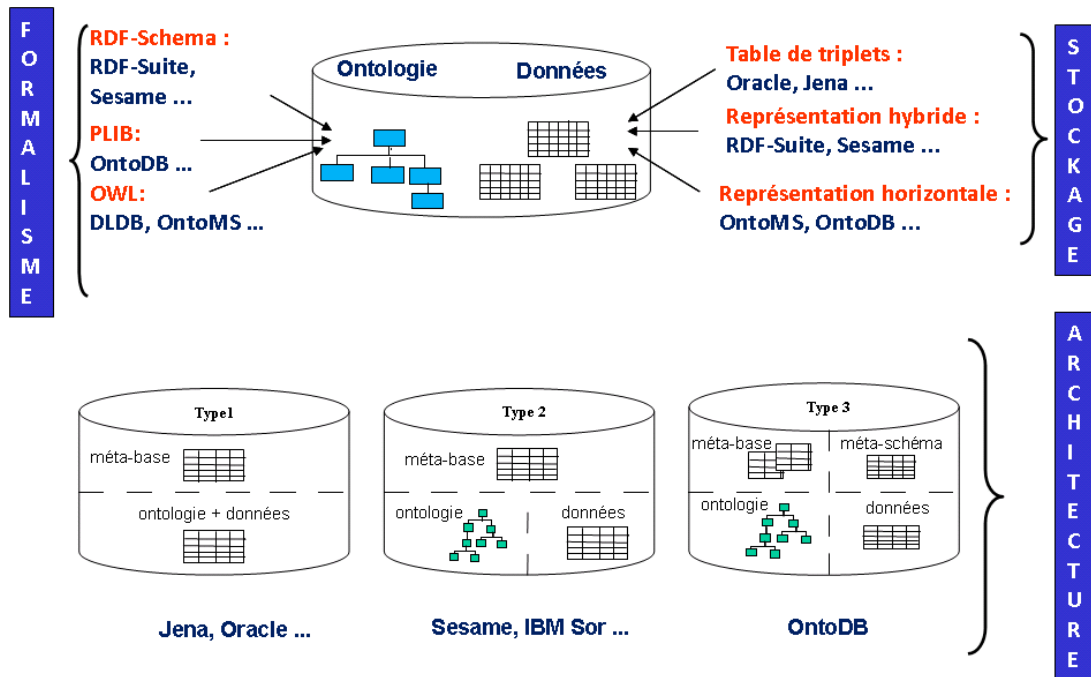 FORMALISME
RDF-Schema :
RDF-Suite,
Sesame ...
PLIB:
OntoDB ...
OWL:
DLDB, OntoMS ...
Ontologie
Données
Table de triplets :
Oracle, Jena ...
Représentation hybride :
RDF-Suite, Sesame ...
Représentation horizontale :
OntoMS, OntoDB ...
STOCKAGE
Type1
méta-base
ontologie + données
Jena, Oracle ...
Type 2
méta-base
ontologie
données
Sesame, IBM Sor ...
Type 3
méta-base
méta-schéma
ontologie
données
OntoDB
ARCHITECTURE